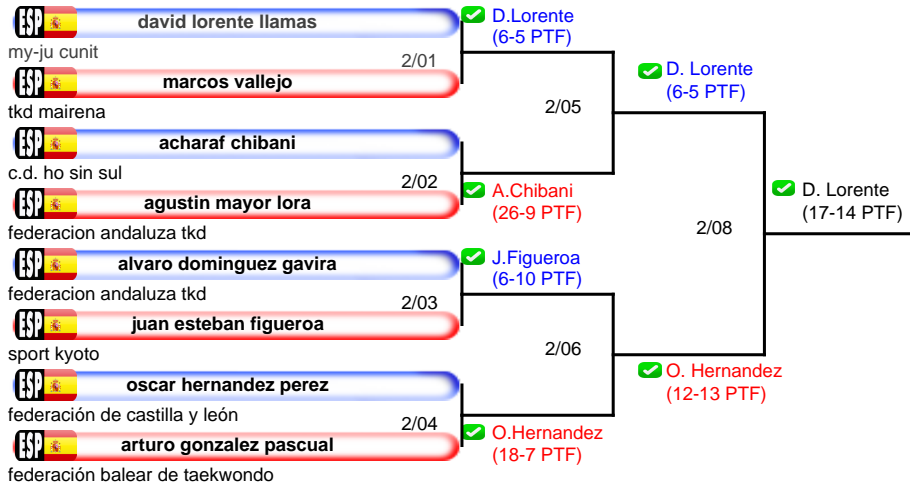 ESP david lorente llamas
my-ju cunit
2/01
D.Lorente
(6-5 PTF)
ESP marcos vallejo
tkd mairena
2/05
D. Lorente
(6-5 PTF)
ESP acharaf chibani
c.d. ho sin sul
2/02
A.Chibani
(26-9 PTF)
ESP agustin mayor lora
federacion andaluza tkd
2/08
D. Lorente
(17-14 PTF)
ESP alvaro dominguez gavira
federacion andaluza tkd
2/03
J.Figueroa
(6-10 PTF)
ESP juan esteban figueroa
sport kyoto
2/06
O. Hernandez
(12-13 PTF)
ESP oscar hernandez perez
federación de castilla y león
2/04
O.Hernandez
(18-7 PTF)
ESP arturo gonzalez pascual
federación balear de taekwondo